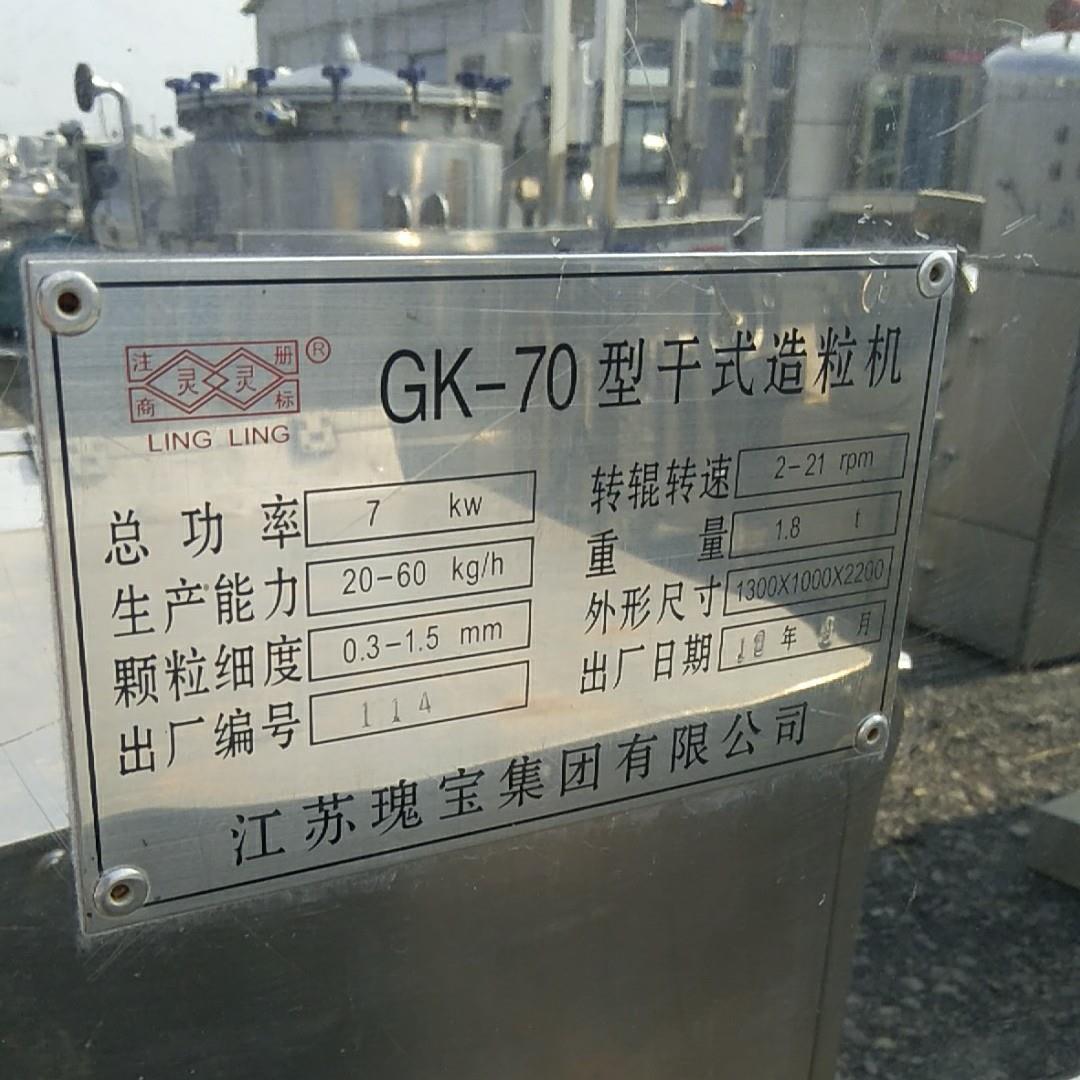 注册
灵灵
商标
®
LING LING
GK-70型干式造粒机
总功率 7 kw
生产能力 20-60 kg/h
颗粒细度 0.3-1.5 mm
出厂编号 114
转辊转速 2-21 rpm
重量 1.8 t
外形尺寸 1300X1000X2200
出厂日期 年 月
江苏瑰宝集团有限公司